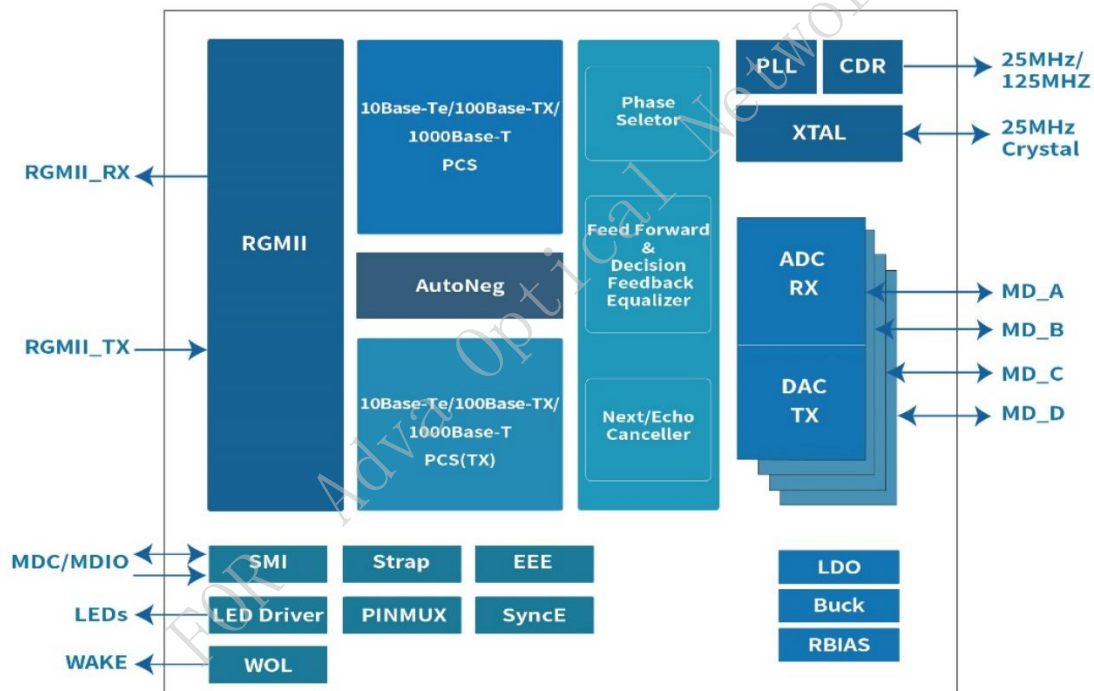 RGMII_RX
RGMII_TX
RGMII
10Base-Te/100Base-TX/
1000Base-T
PCS
AutoNeg
10Base-Te/100Base-TX/
1000Base-T
PCS(TX)
Phase
Seletor
Feed Forward
&
Decision
Feedback
Equalizer
Next/Echo
Canceller
PLL
CDR
25MHz/
125MHZ
XTAL
25MHz
Crystal
ADC
RX
DAC
TX
MD_A
MD_B
MD_C
MD_D
MDC/MDIO
SMI
Strap
EEE
LEDs
LED Driver
PINMUX
SyncE
WAKE
WOL
LDO
Buck
RBIAS
FOR Adva Optical Networ